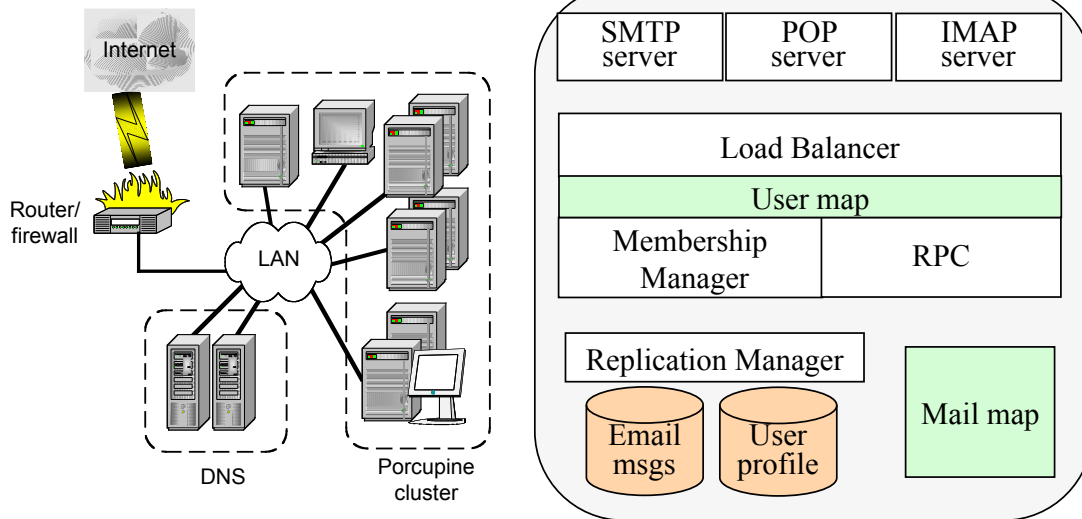 Internet
Router/
firewall
LAN
DNS
Porcupine
cluster
SMTP
server
POP
server
IMAP
server
Load Balancer
User map
Membership
Manager
RPC
Replication Manager
Email
msgs
User
profile
Mail map